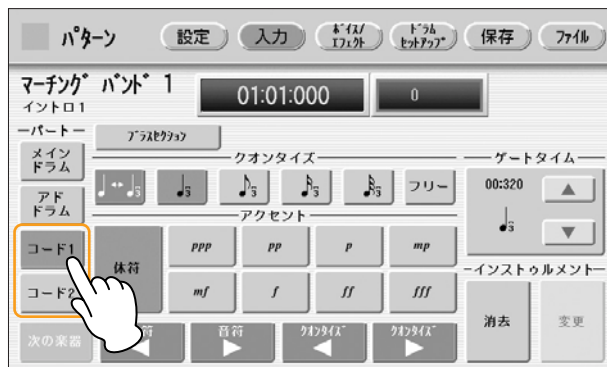 パターン 設定 入力 ボイス/エフェクト ドラムセットアップ 保存 ファイル
マーチング バンド 1
イントロ1
01:01:000 0
パート
ブラスセクション
メインドラム
アドドラム
コード1
コード2
次の楽器
クオンタイズ
3 3 3 3 3 フリー
アクセント
休符 ppp pp p mp
mf f ff fff
符 音符 クオンタイズ クオンタイズ
ゲートタイム
00:320
3
インストゥルメント
消去 変更